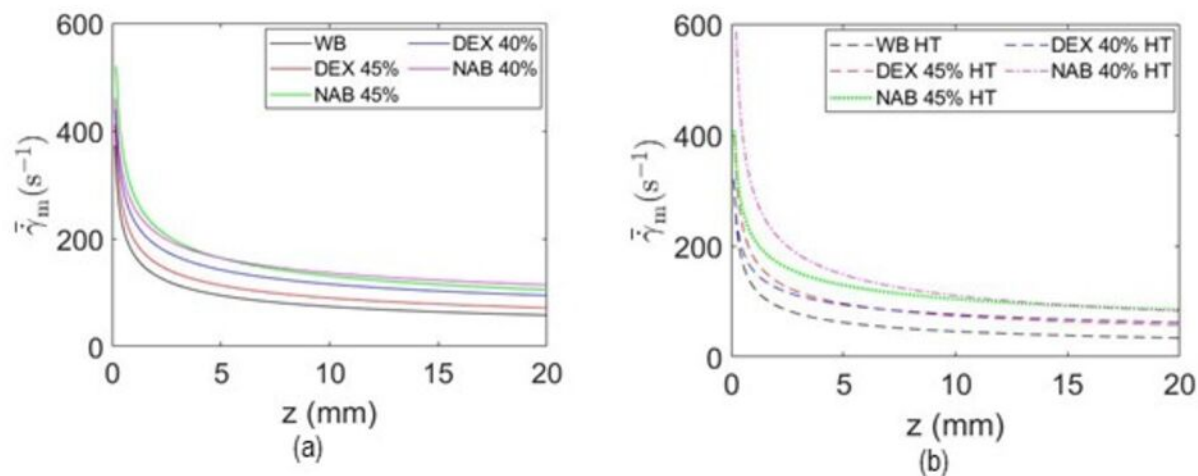 600
400
200
0
0 5 10 15 20
WB DEX 40%
DEX 45% NAB 40%
NAB 45%
γ̇̄m(s−1)
z (mm)
(a)
600
400
200
0
0 5 10 15 20
WB HT DEX 40% HT
DEX 45% HT NAB 40% HT
NAB 45% HT
γ̇̄m(s−1)
z (mm)
(b)